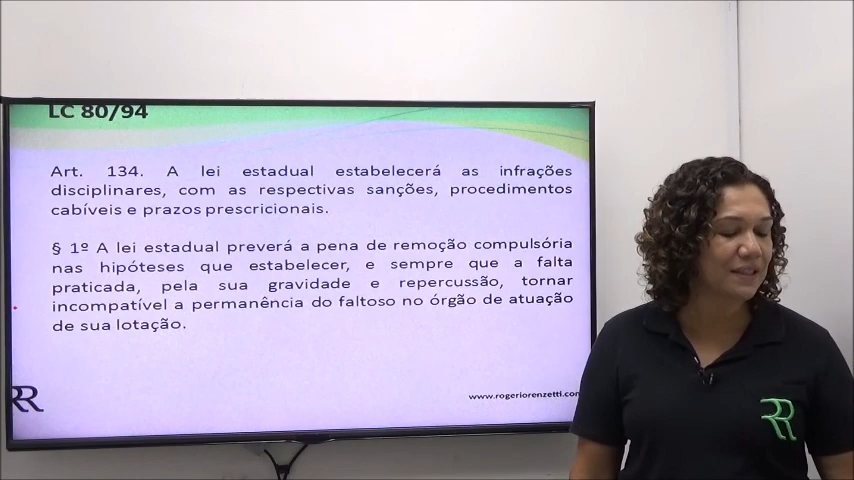 LC 80/94
Art. 134. A lei estadual estabelecerá as infrações
disciplinares, com as respectivas sanções, procedimentos
cabíveis e prazos prescricionais.
§ 1º A lei estadual preverá a pena de remoção compulsória
nas hipóteses que estabelecer, e sempre que a falta
praticada, pela sua gravidade e repercussão, tornar
incompatível a permanência do faltoso no órgão de atuação
de sua lotação.
RR
www.rogeriorenzetti.com
RR